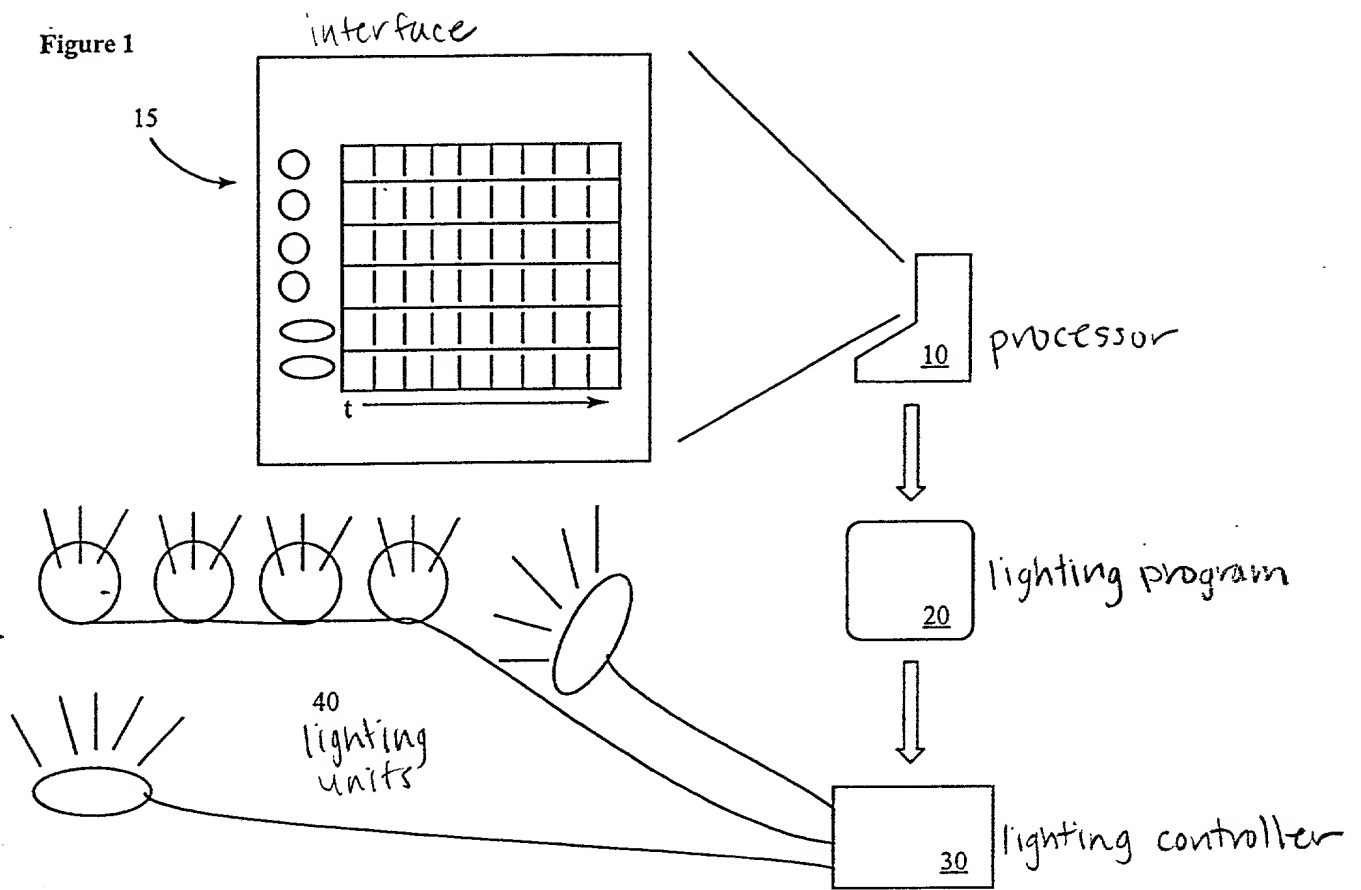 Figure 1
interface
15
t
10
processor
20
lighting program
40
lighting
units
30
lighting controller